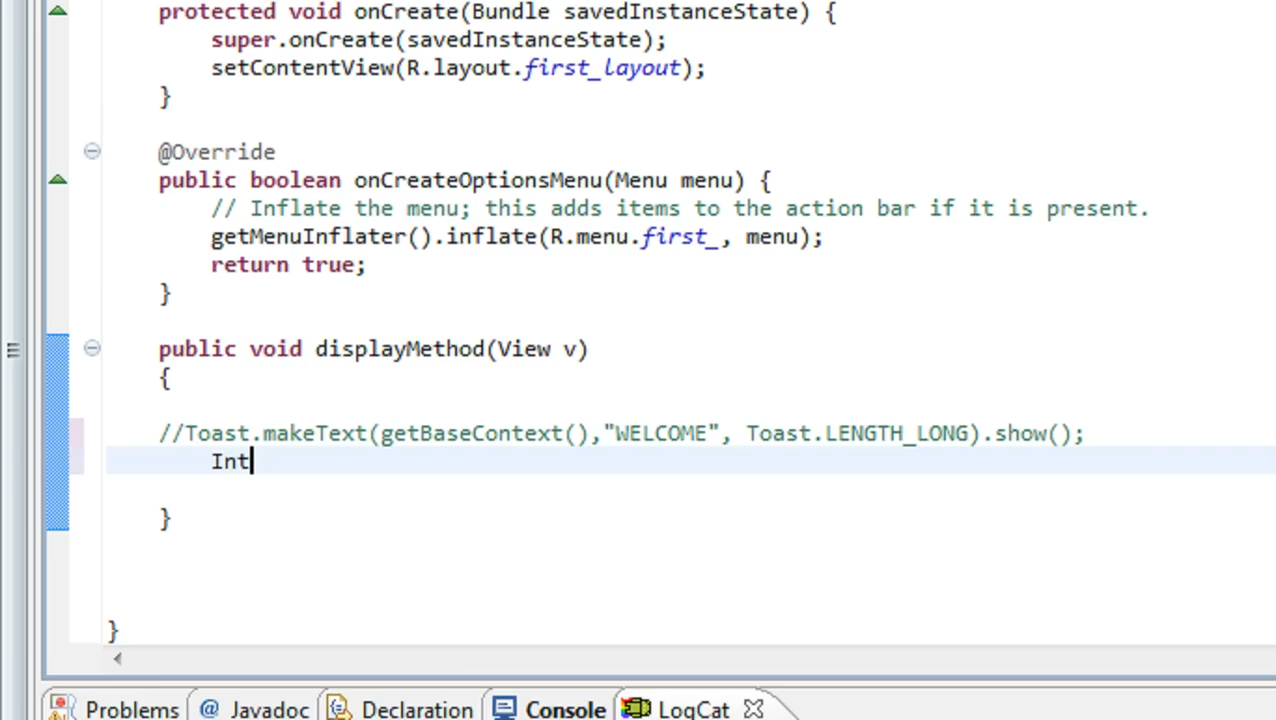 protected void onCreate(Bundle savedInstanceState) {
super.onCreate(savedInstanceState);
setContentView(R.layout.first_layout);
}
@Override
public boolean onCreateOptionsMenu(Menu menu) {
// Inflate the menu; this adds items to the action bar if it is present.
getMenuInflater().inflate(R.menu.first_, menu);
return true;
}
public void displayMethod(View v)
{
//Toast.makeText(getBaseContext(),"WELCOME", Toast.LENGTH_LONG).show();
Int
}
}
Problems @ Javadoc Declaration Console LogCat